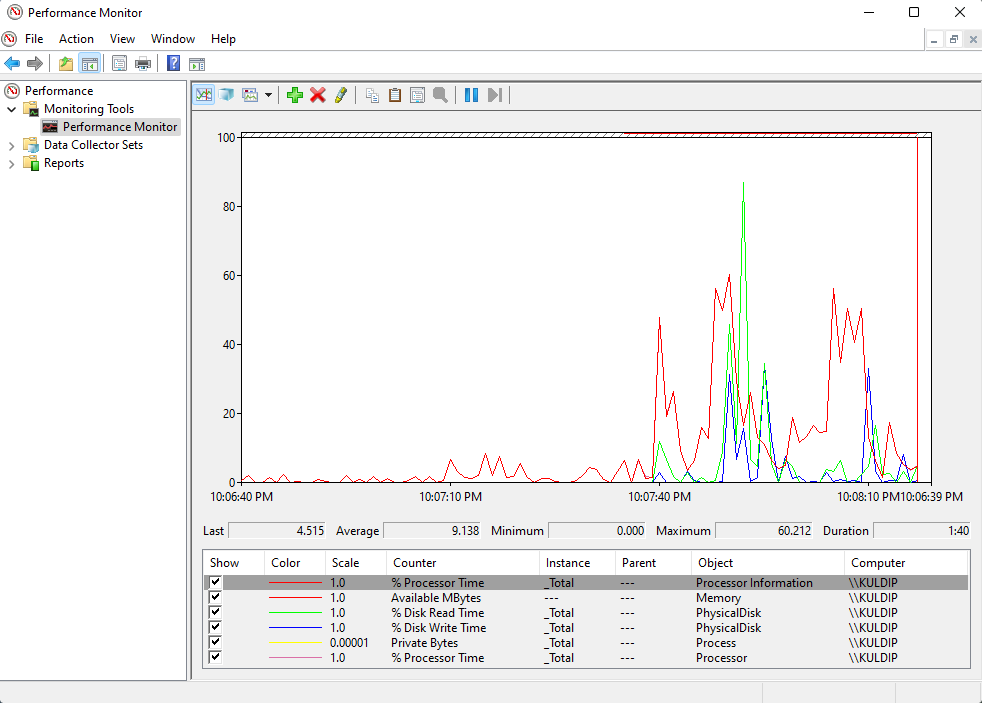 Performance Monitor
File Action View Window Help
Performance
Monitoring Tools
Performance Monitor
Data Collector Sets
Reports
100
80
60
40
20
0
10:06:40 PM 10:07:10 PM 10:07:40 PM 10:08:10 PM 10:06:39 PM
Last 4.515 Average 9.138 Minimum 0.000 Maximum 60.212 Duration 1:40
Show Color Scale Counter Instance Parent Object Computer
1.0 % Processor Time _Total --- Processor Information \\KULDIP
1.0 Available MBytes --- --- Memory \\KULDIP
1.0 % Disk Read Time _Total --- PhysicalDisk \\KULDIP
1.0 % Disk Write Time _Total --- PhysicalDisk \\KULDIP
0.00001 Private Bytes _Total --- Process \\KULDIP
1.0 % Processor Time _Total --- Processor \\KULDIP